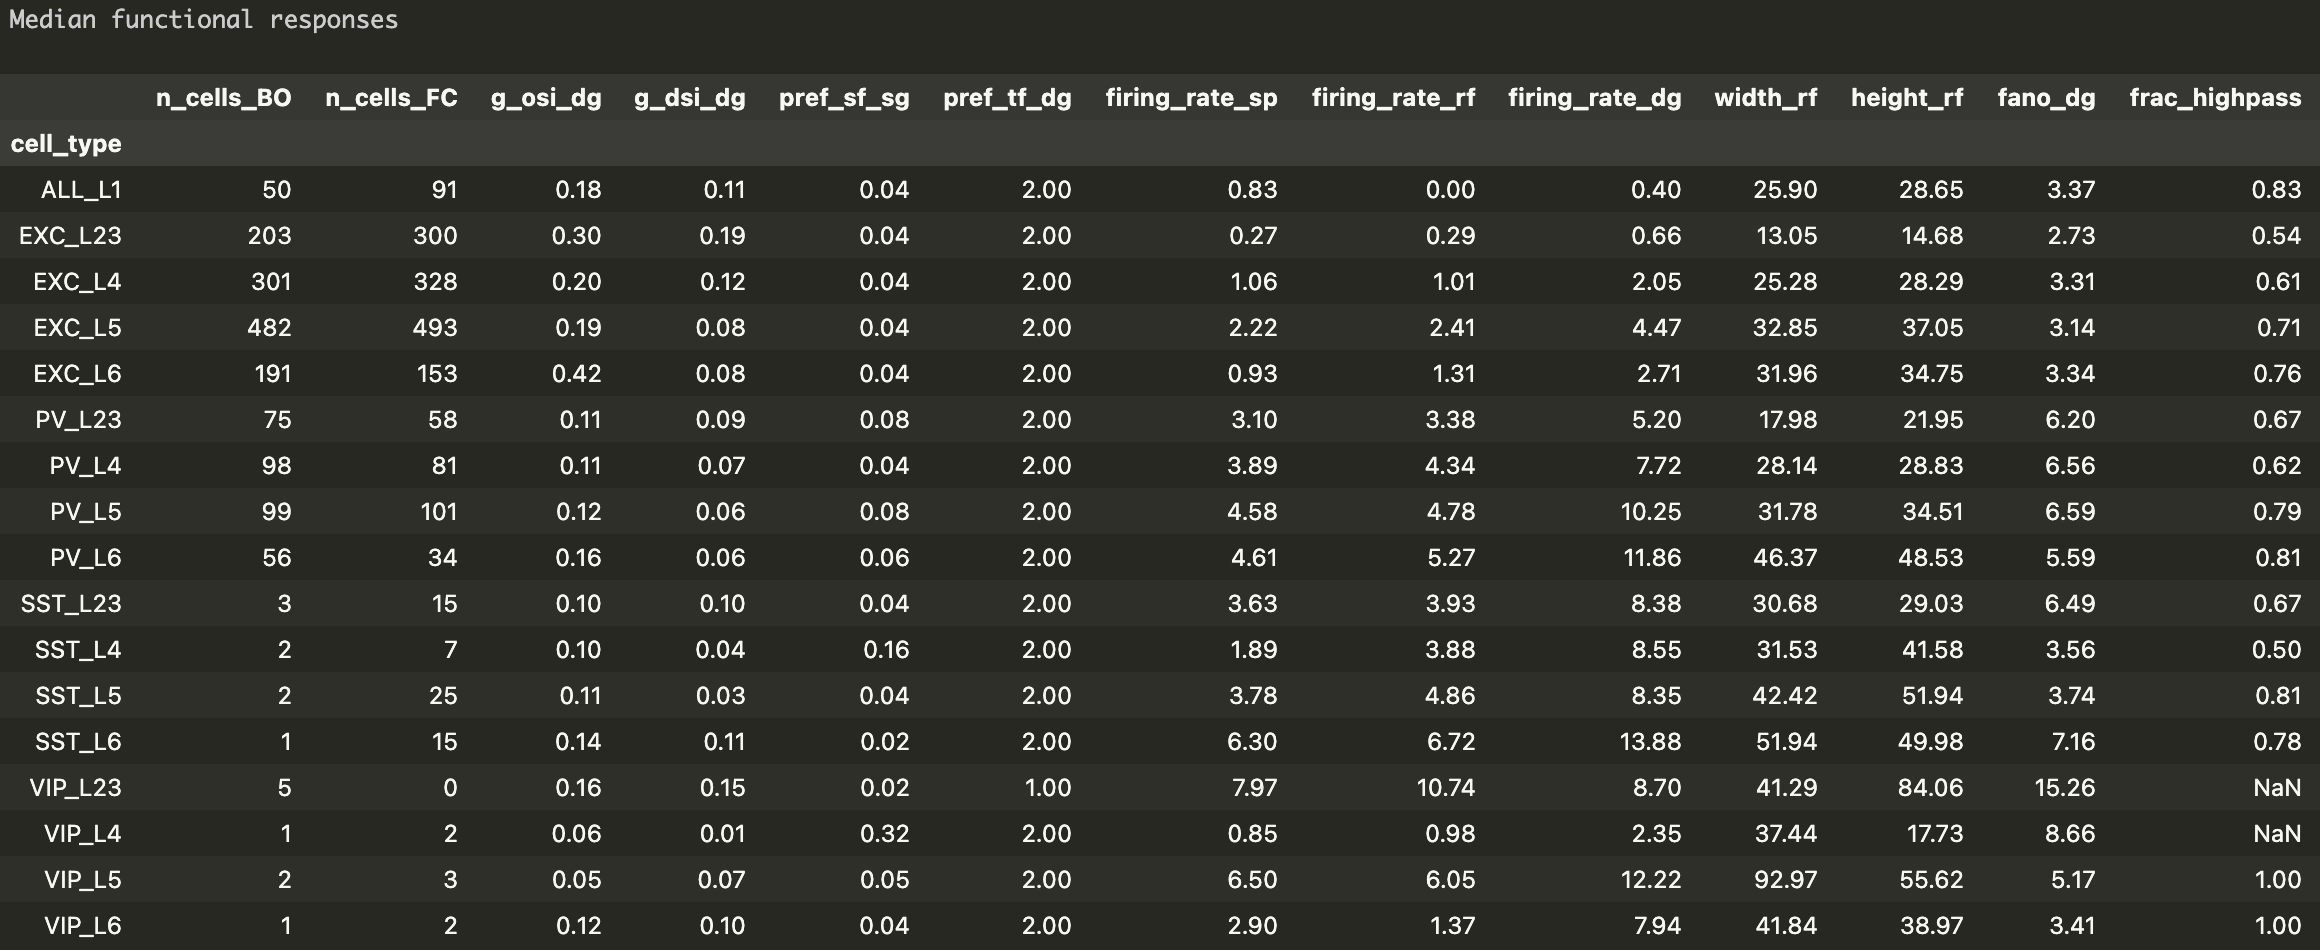 Median functional responses
n_cells_BO n_cells_FC g_osi_dg g_dsi_dg pref_sf_sg pref_tf_dg firing_rate_sp firing_rate_rf firing_rate_dg width_rf height_rf fano_dg frac_highpass
cell_type
ALL_L1 50 91 0.18 0.11 0.04 2.00 0.83 0.00 0.40 25.90 28.65 3.37 0.83
EXC_L23 203 300 0.30 0.19 0.04 2.00 0.27 0.29 0.66 13.05 14.68 2.73 0.54
EXC_L4 301 328 0.20 0.12 0.04 2.00 1.06 1.01 2.05 25.28 28.29 3.31 0.61
EXC_L5 482 493 0.19 0.08 0.04 2.00 2.22 2.41 4.47 32.85 37.05 3.14 0.71
EXC_L6 191 153 0.42 0.08 0.04 2.00 0.93 1.31 2.71 31.96 34.75 3.34 0.76
PV_L23 75 58 0.11 0.09 0.08 2.00 3.10 3.38 5.20 17.98 21.95 6.20 0.67
PV_L4 98 81 0.11 0.07 0.04 2.00 3.89 4.34 7.72 28.14 28.83 6.56 0.62
PV_L5 99 101 0.12 0.06 0.08 2.00 4.58 4.78 10.25 31.78 34.51 6.59 0.79
PV_L6 56 34 0.16 0.06 0.06 2.00 4.61 5.27 11.86 46.37 48.53 5.59 0.81
SST_L23 3 15 0.10 0.10 0.04 2.00 3.63 3.93 8.38 30.68 29.03 6.49 0.67
SST_L4 2 7 0.10 0.04 0.16 2.00 1.89 3.88 8.55 31.53 41.58 3.56 0.50
SST_L5 2 25 0.11 0.03 0.04 2.00 3.78 4.86 8.35 42.42 51.94 3.74 0.81
SST_L6 1 15 0.14 0.11 0.02 2.00 6.30 6.72 13.88 51.94 49.98 7.16 0.78
VIP_L23 5 0 0.16 0.15 0.02 1.00 7.97 10.74 8.70 41.29 84.06 15.26 NaN
VIP_L4 1 2 0.06 0.01 0.32 2.00 0.85 0.98 2.35 37.44 17.73 8.66 NaN
VIP_L5 2 3 0.05 0.07 0.05 2.00 6.50 6.05 12.22 92.97 55.62 5.17 1.00
VIP_L6 1 2 0.12 0.10 0.04 2.00 2.90 1.37 7.94 41.84 38.97 3.41 1.00